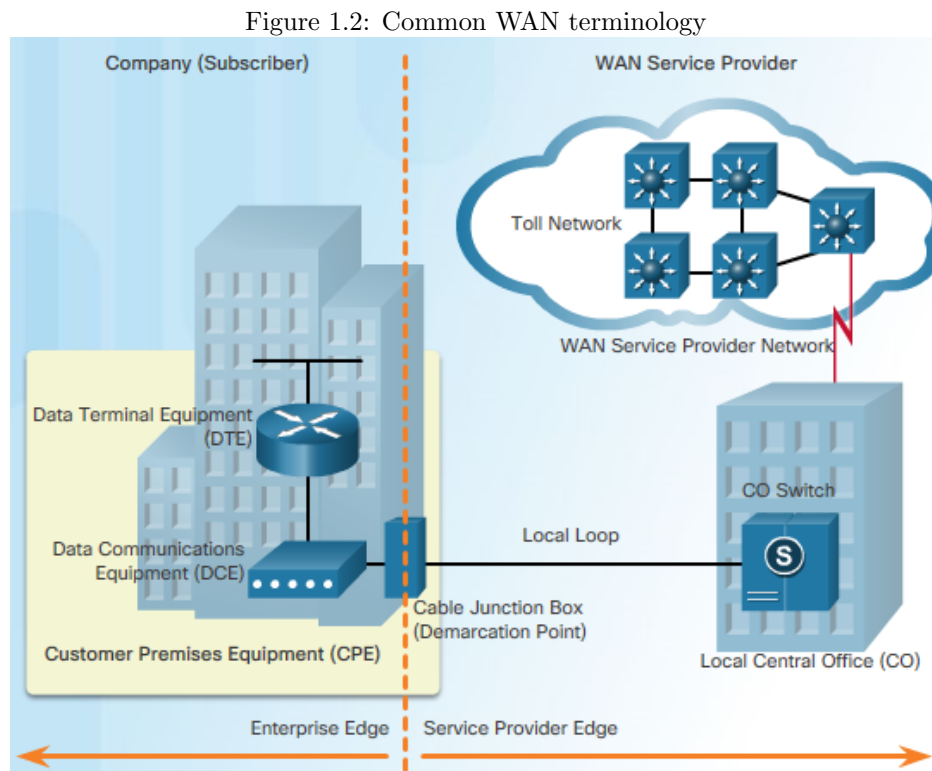 Figure 1.2: Common WAN terminology
Company (Subscriber)
WAN Service Provider
Toll Network
WAN Service Provider Network
Data Terminal Equipment
(DTE)
CO Switch
S
Data Communications
Equipment (DCE)
Local Loop
Cable Junction Box
(Demarcation Point)
Customer Premises Equipment (CPE)
Local Central Office (CO)
Enterprise Edge
Service Provider Edge